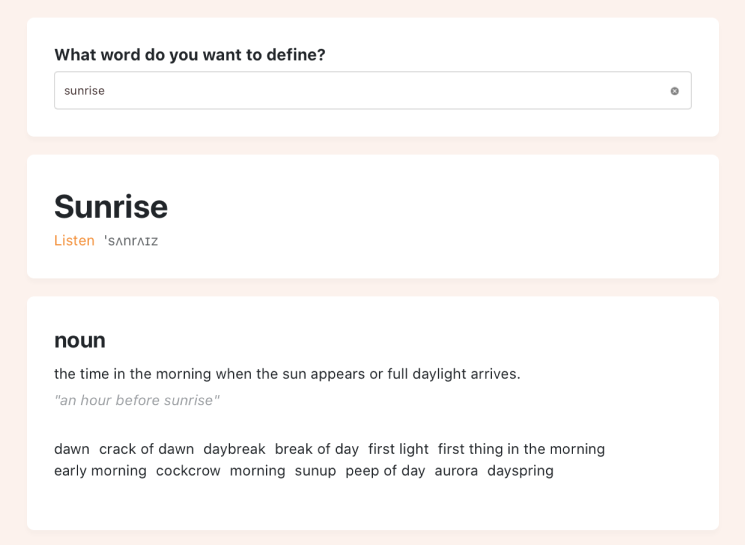 What word do you want to define?
sunrise
Sunrise
Listen 'sʌnrʌɪz
noun
the time in the morning when the sun appears or full daylight arrives.
"an hour before sunrise"
dawn crack of dawn daybreak break of day first light first thing in the morning
early morning cockcrow morning sunup peep of day aurora dayspring